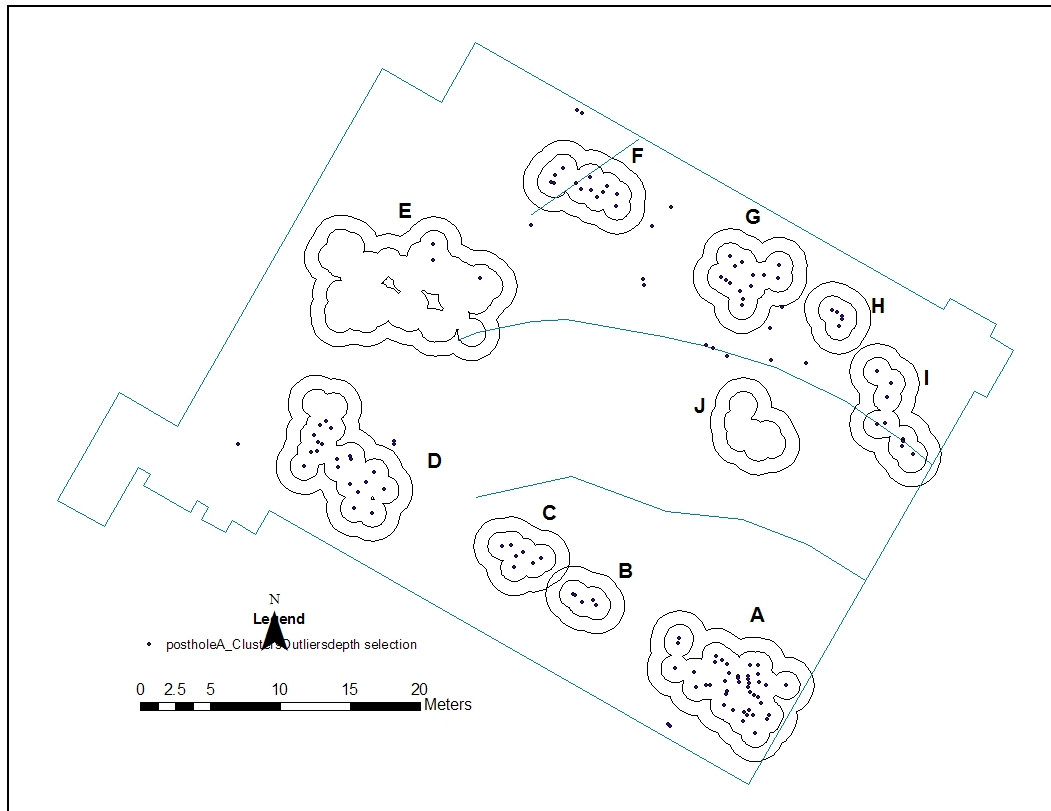 F
E
G
H
I
J
D
C
B
A
N
Legend
postholeA_ClustersOutliersdepth selection
0 2.5 5 10 15 20
Meters